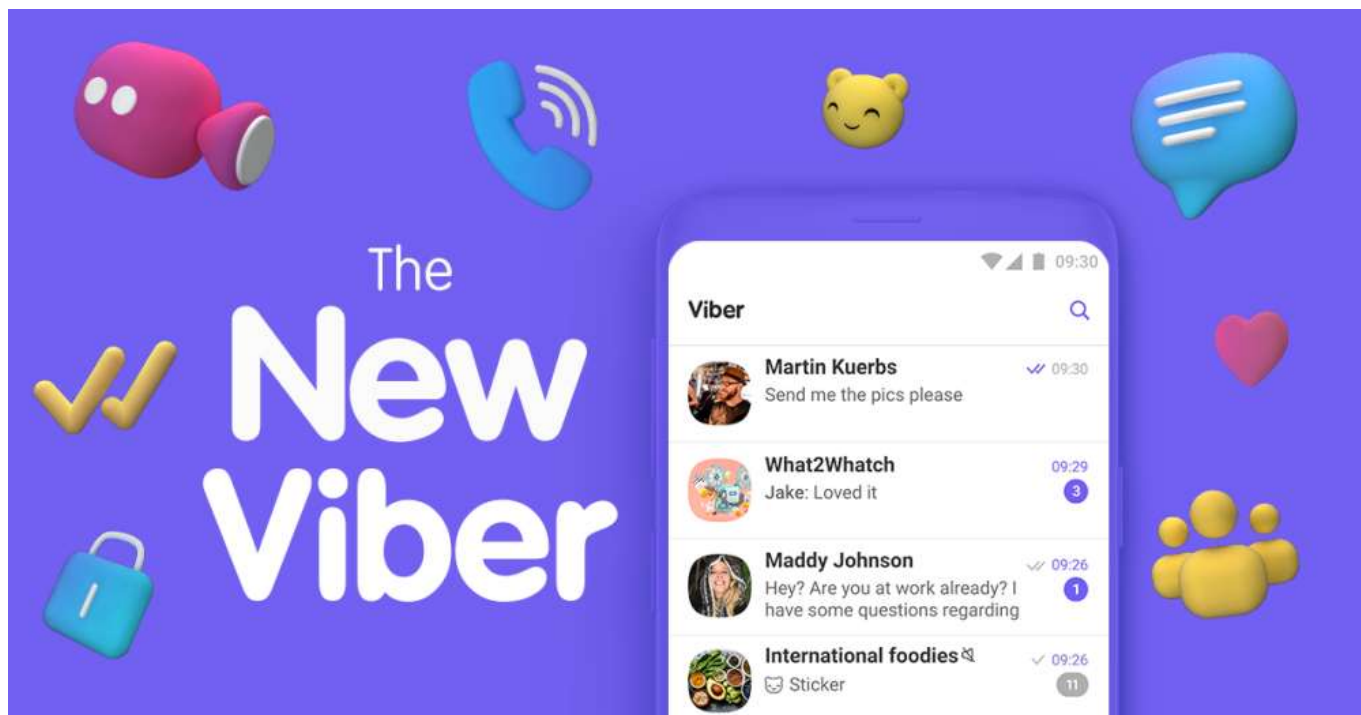 The
New
Viber
09:30
Viber
Martin Kuerbs
09:30
Send me the pics please
What2Whatch
09:29
Jake: Loved it
3
Maddy Johnson
09:26
Hey? Are you at work already? I
1
have some questions regarding
International foodies
09:26
Sticker
11